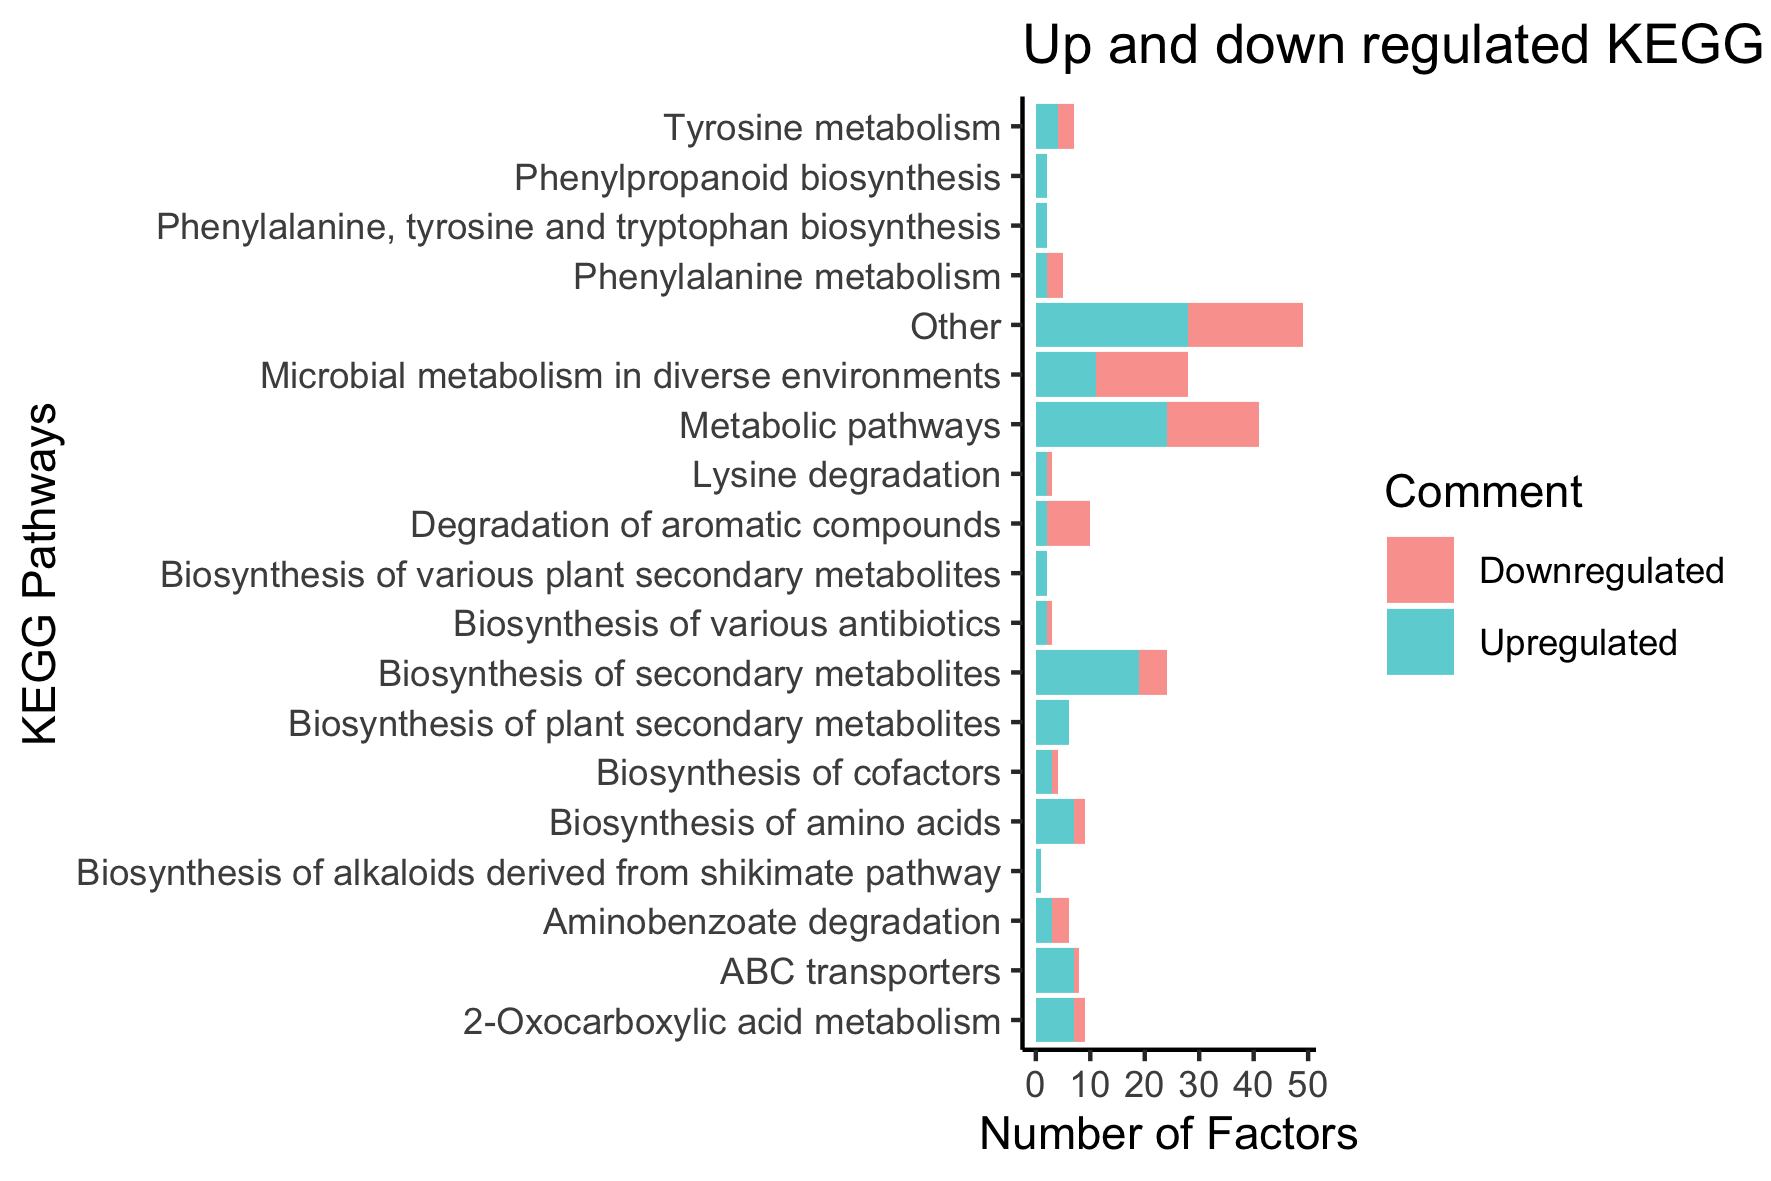 Up and down regulated KEGG
Tyrosine metabolism
Phenylpropanoid biosynthesis
Phenylalanine, tyrosine and tryptophan biosynthesis
Phenylalanine metabolism
Other
Microbial metabolism in diverse environments
Metabolic pathways
Lysine degradation
Degradation of aromatic compounds
Biosynthesis of various plant secondary metabolites
Biosynthesis of various antibiotics
Biosynthesis of secondary metabolites
Biosynthesis of plant secondary metabolites
Biosynthesis of cofactors
Biosynthesis of amino acids
Biosynthesis of alkaloids derived from shikimate pathway
Aminobenzoate degradation
ABC transporters
2-Oxocarboxylic acid metabolism
KEGG Pathways
0 10 20 30 40 50
Number of Factors
Comment
Downregulated
Upregulated